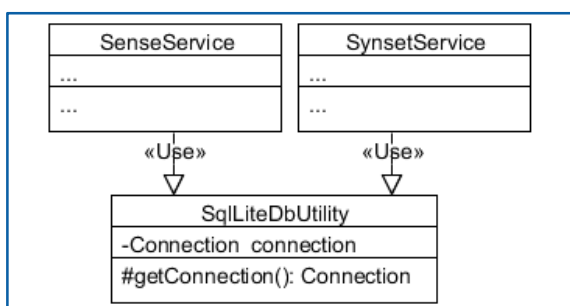 SenseService
SynsetService
...
...
...
...
«Use»
«Use»
SqlLiteDbUtility
-Connection connection
#getConnection(): Connection